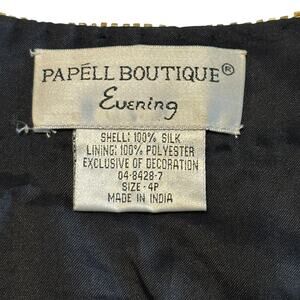 PAPÉLL BOUTIQUE®
Evening
SHELL: 100% SILK
LINING: 100% POLYESTER
EXCLUSIVE OF DECORATION
04-8428-7
SIZE - 4P
MADE IN INDIA